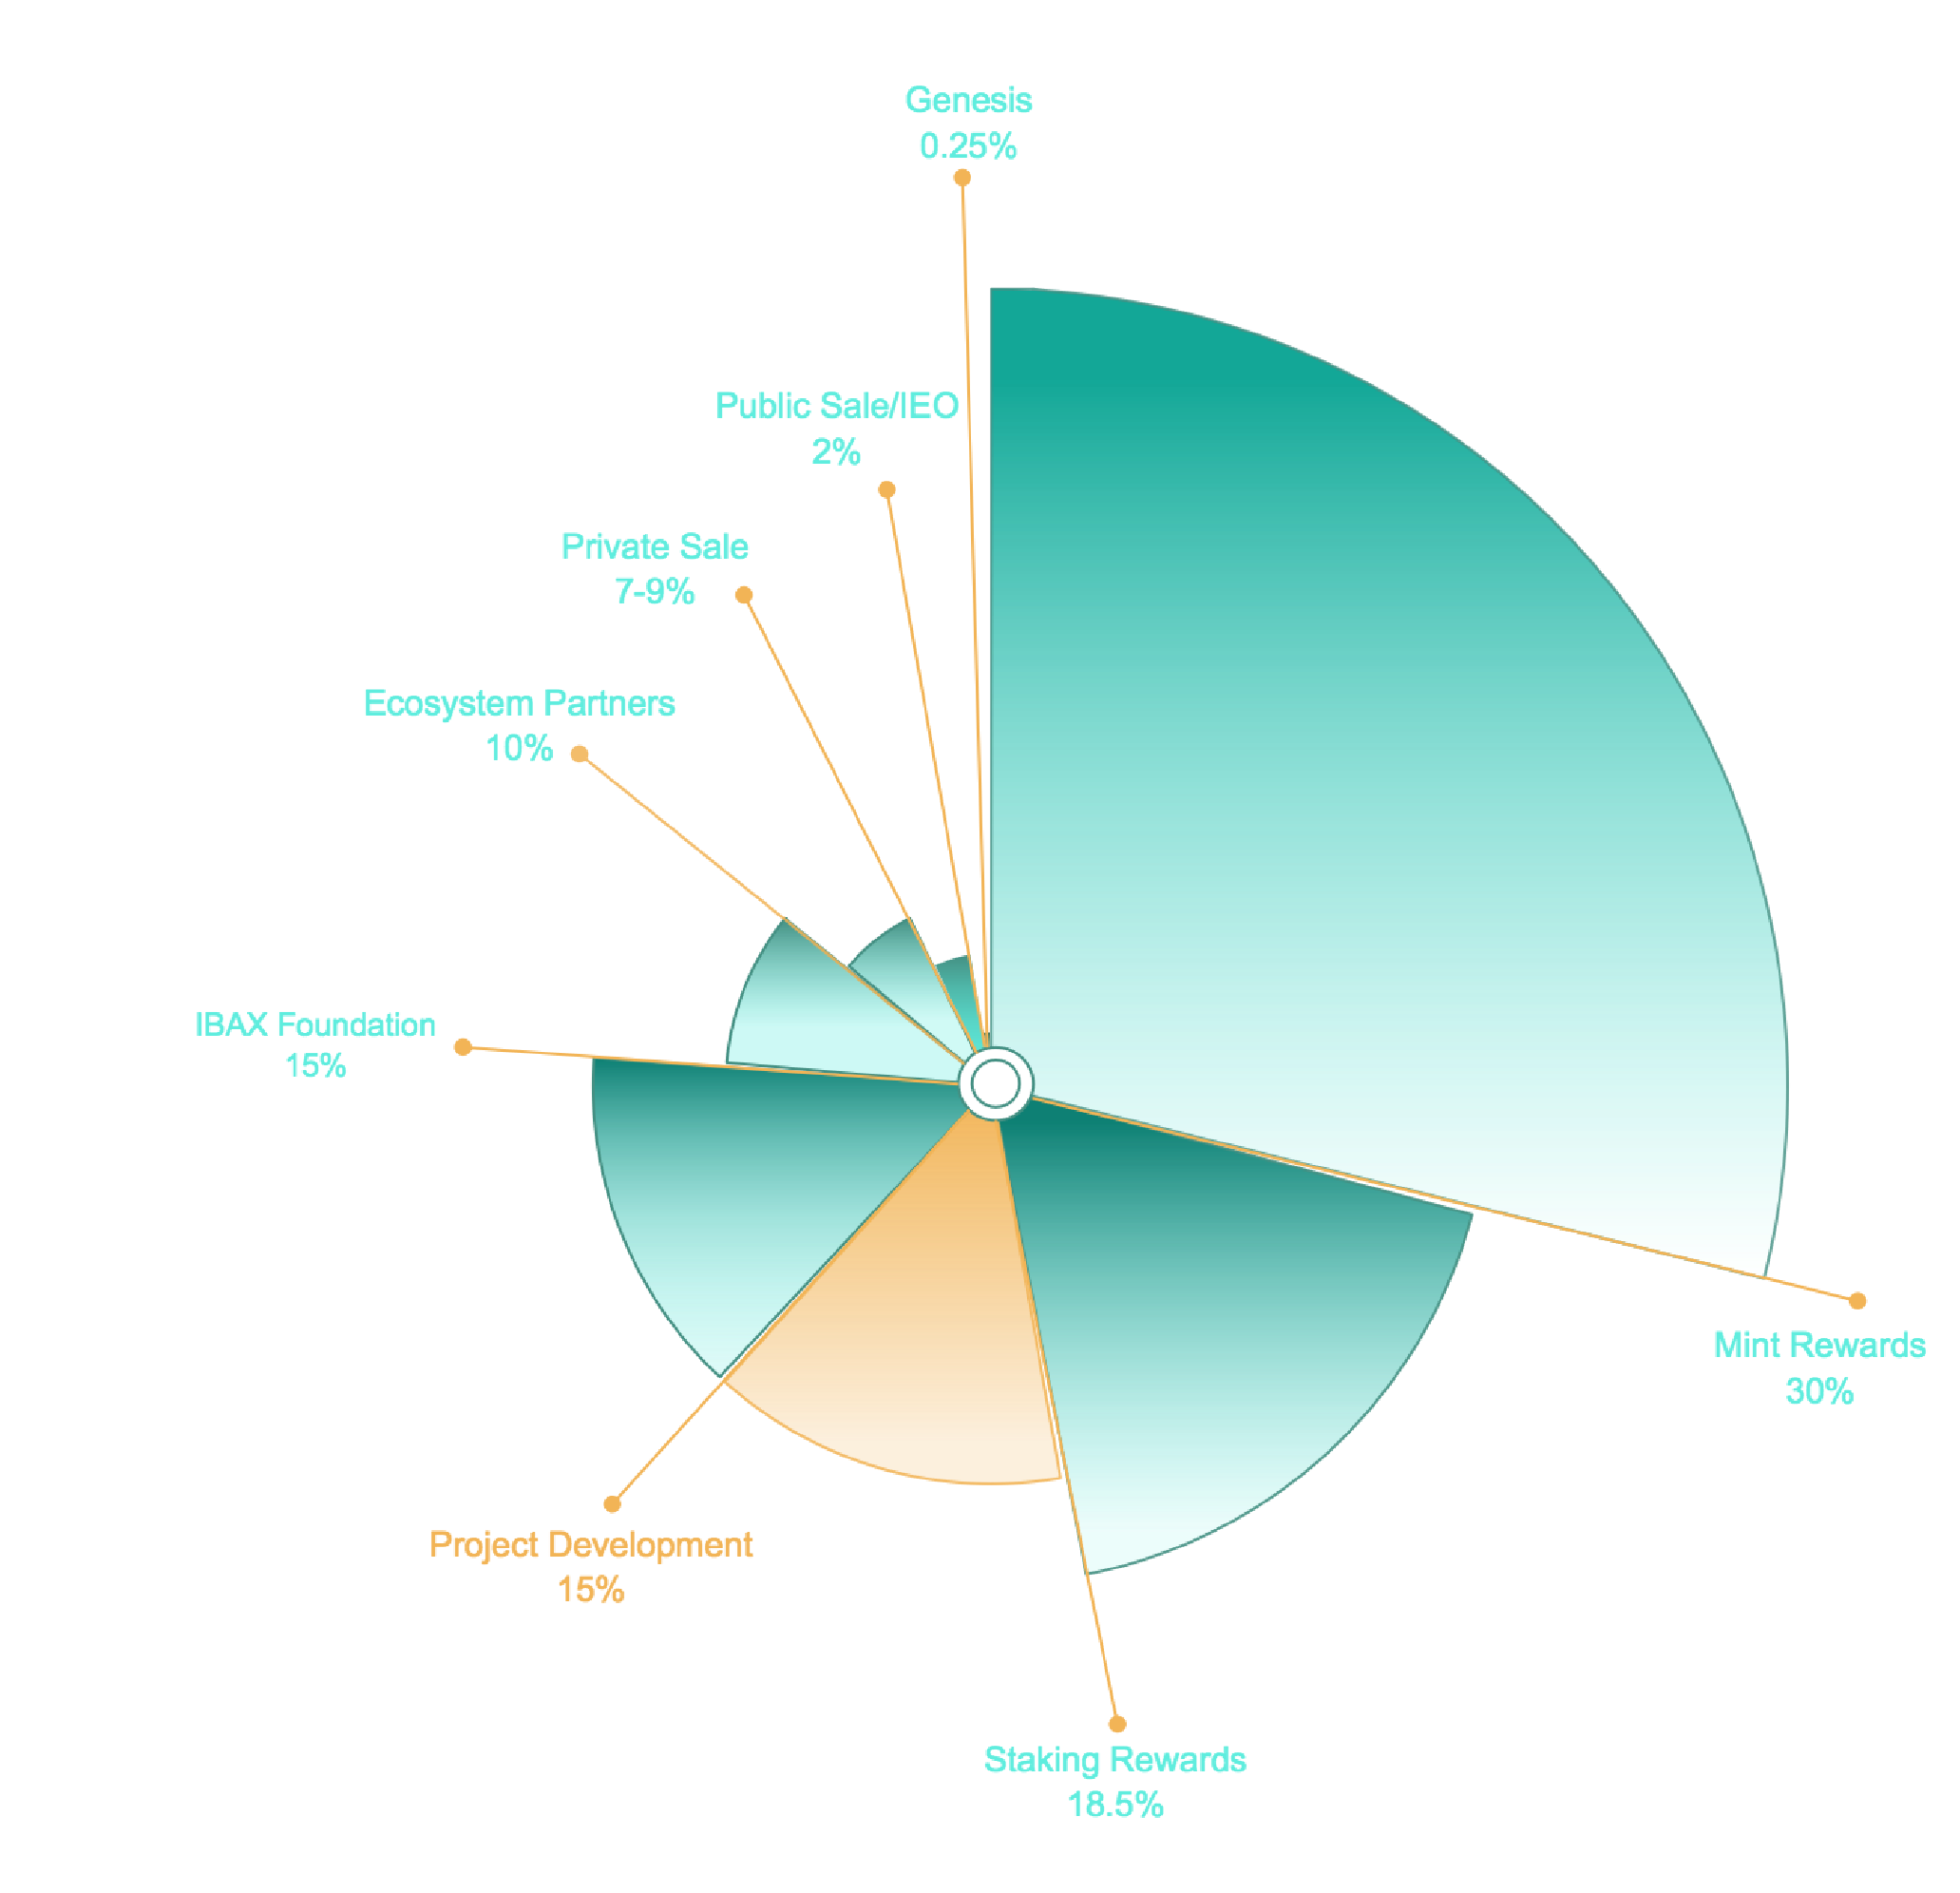 Genesis
0.25%
Public Sale/IEO
2%
Private Sale
7-9%
Ecosystem Partners
10%
IBAX Foundation
15%
Mint Rewards
30%
Project Development
15%
Staking Rewards
18.5%